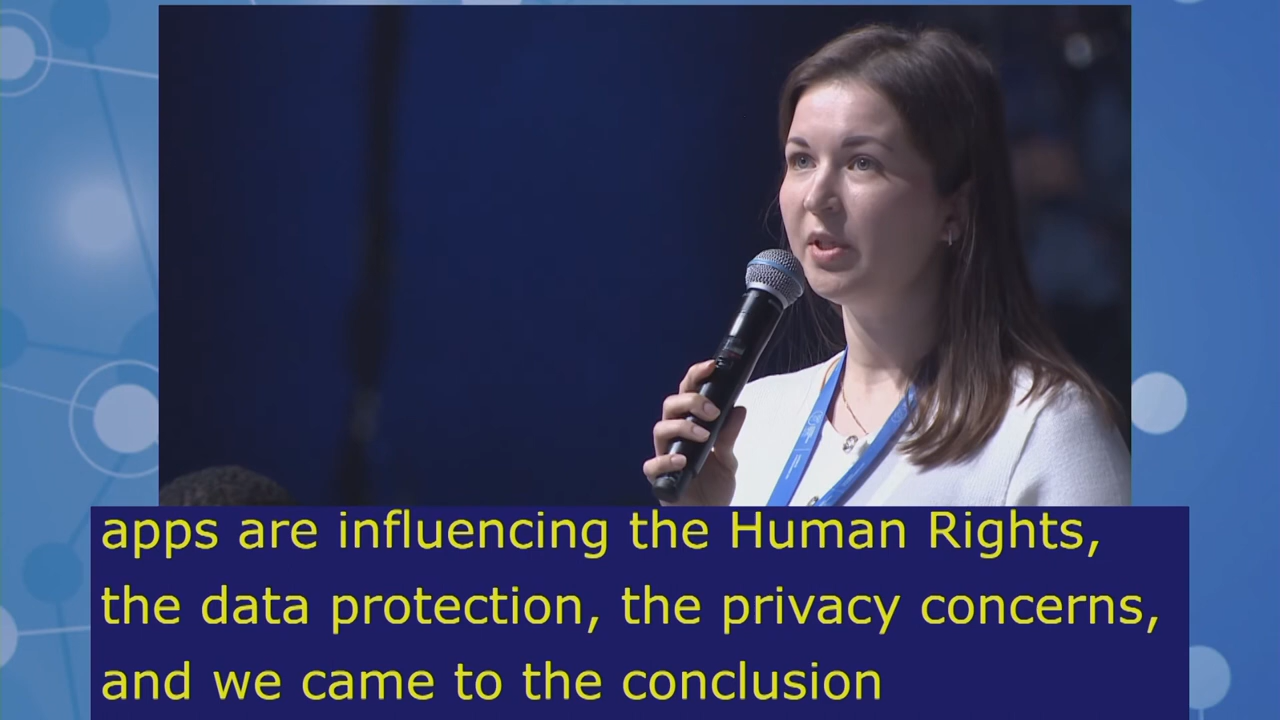 apps are influencing the Human Rights,
the data protection, the privacy concerns,
and we came to the conclusion